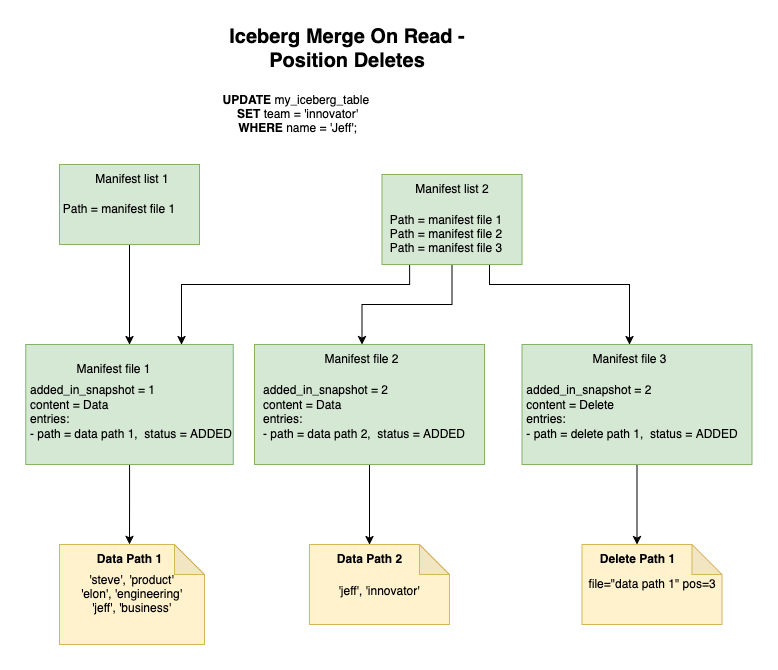 Iceberg Merge On Read -
Position Deletes
UPDATE my_iceberg_table
SET team = 'innovator'
WHERE name = 'Jeff';
Manifest list 1
Path = manifest file 1
Manifest list 2
Path = manifest file 1
Path = manifest file 2
Path = manifest file 3
Manifest file 1
added_in_snapshot = 1
content = Data
entries:
- path = data path 1,  status = ADDED
Manifest file 2
added_in_snapshot = 2
content = Data
entries:
- path = data path 2,  status = ADDED
Manifest file 3
added_in_snapshot = 2
content = Delete
entries:
- path = delete path 1,  status = ADDED
Data Path 1
'steve', 'product'
'elon', 'engineering'
'jeff', 'business'
Data Path 2
'jeff', 'innovator'
Delete Path 1
file="data path 1" pos=3